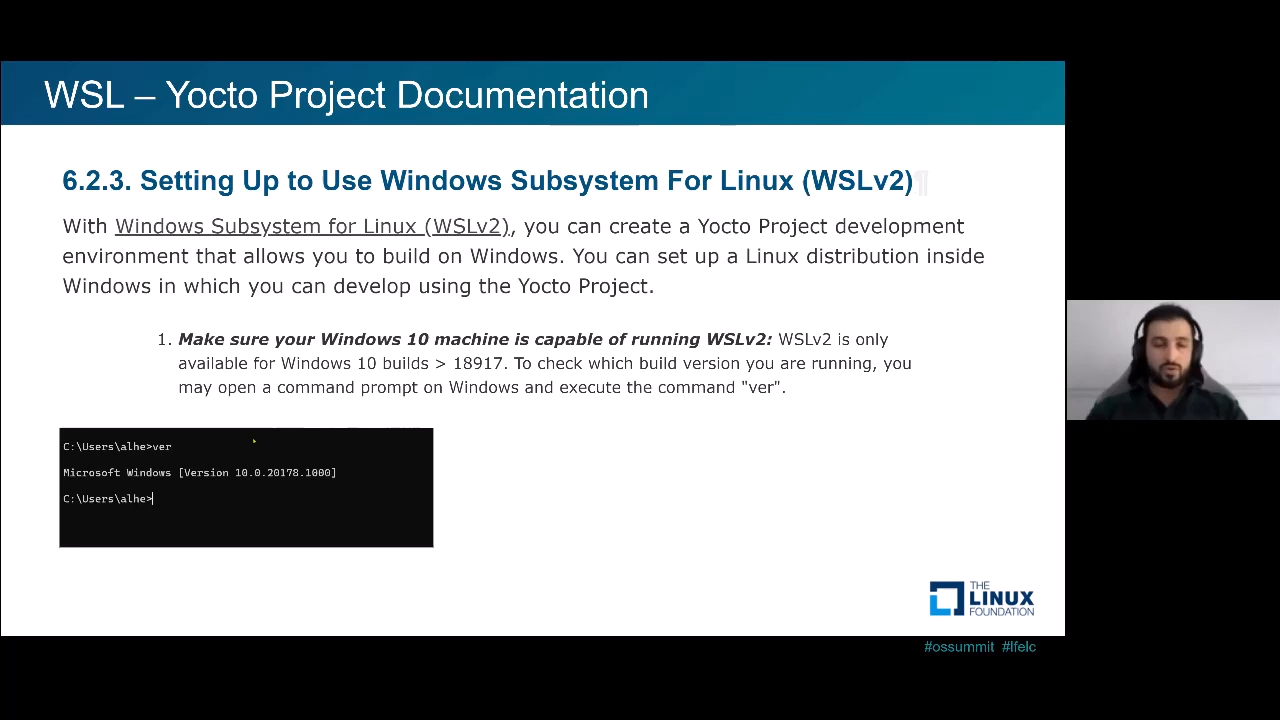 WSL – Yocto Project Documentation
6.2.3. Setting Up to Use Windows Subsystem For Linux (WSLv2)¶
With Windows Subsystem for Linux (WSLv2), you can create a Yocto Project development
environment that allows you to build on Windows. You can set up a Linux distribution inside
Windows in which you can develop using the Yocto Project.
1. Make sure your Windows 10 machine is capable of running WSLv2: WSLv2 is only
available for Windows 10 builds > 18917. To check which build version you are running, you
may open a command prompt on Windows and execute the command "ver".
C:\Users\alhe>ver
Microsoft Windows [Version 10.0.20178.1000]
C:\Users\alhe>
THE
LINUX
FOUNDATION
#ossummit #lfelc